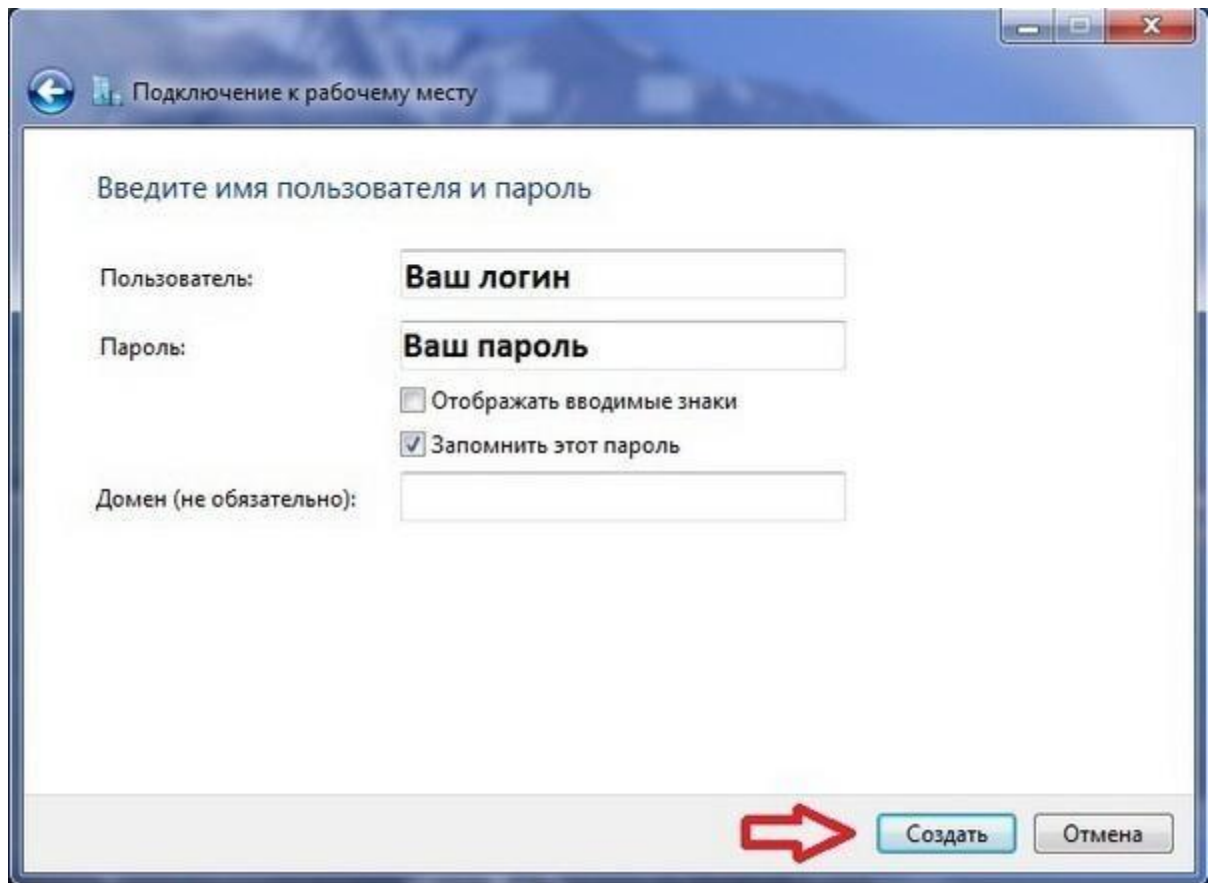 Подключение к рабочему месту
Введите имя пользователя и пароль
Пользователь: Ваш логин
Пароль: Ваш пароль
Отображать вводимые знаки
Запомнить этот пароль
Домен (не обязательно):
Создать Отмена